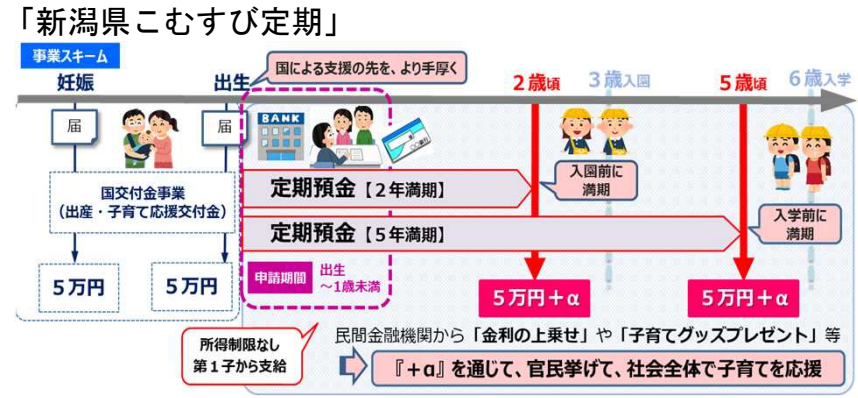 「新潟県こむすび定期」
事業スキーム
国による支援の先を、より手厚く
妊娠
出生
2歳頃
3歳入園
5歳頃
6歳入学
届
届
BANK
国交付金事業
(出産・子育て応援交付金)
5万円
5万円
定期預金【2年満期】
入園前に
満期
定期預金【5年満期】
入学前に
満期
申請期間
出生
~1歳未満
5万円+α
5万円+α
所得制限なし
第1子から支給
民間金融機関から「金利の上乗せ」や「子育てグッズプレゼント」等
『+α』を通じて、官民挙げて、社会全体で子育てを応援